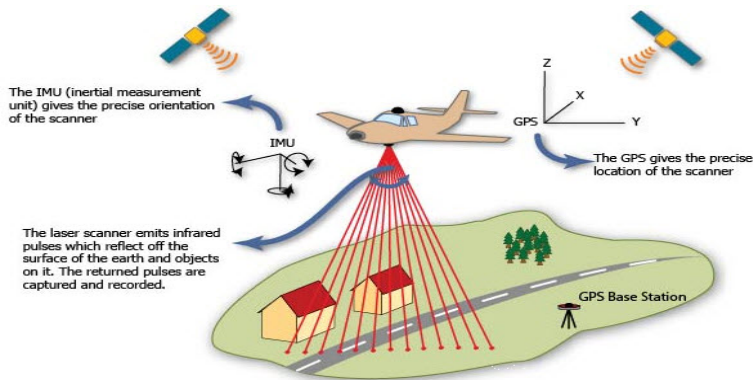 The IMU (inertial measurement
unit) gives the precise orientation
of the scanner
IMU
Z
X
GPS
Y
The GPS gives the precise
location of the scanner
The laser scanner emits infrared
pulses which reflect off the
surface of the earth and objects
on it. The returned pulses are
captured and recorded.
GPS Base Station